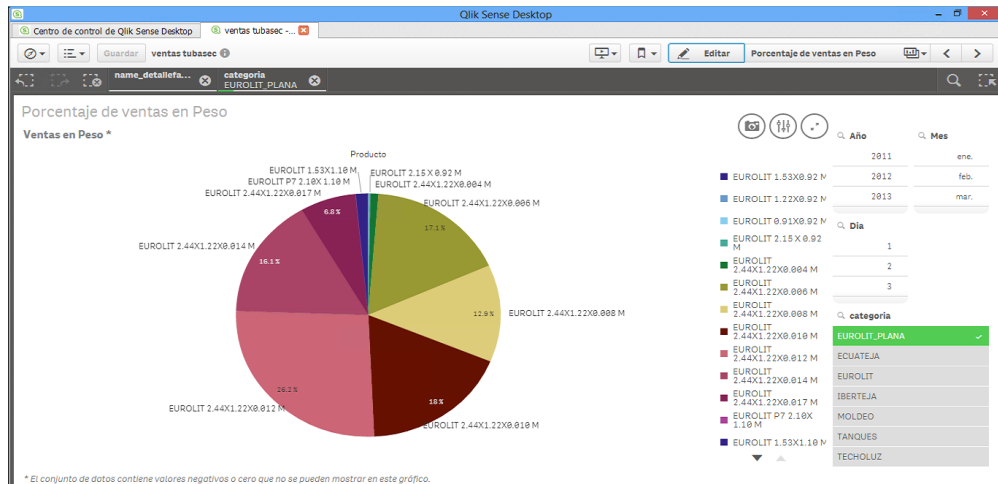 Qlik Sense Desktop
Centro de control de Qlik Sense Desktop
ventas tubasec -...
Guardar
ventas tubasec
Editar
Porcentaje de ventas en Peso
name_detallefa...
categoria
EUROLIT_PLANA
Porcentaje de ventas en Peso
Ventas en Peso *
Producto
EUROLIT 1.53X1.10 M
EUROLIT 2.15 X 0.92 M
EUROLIT P7 2.10X 1.10 M
EUROLIT 2.44X1.22X0.004 M
EUROLIT 2.44X1.22X0.017 M
EUROLIT 2.44X1.22X0.006 M
6.8 %
17.1 %
EUROLIT 2.44X1.22X0.014 M
16.1 %
12.9 %
EUROLIT 2.44X1.22X0.008 M
26.2 %
18 %
EUROLIT 2.44X1.22X0.012 M
EUROLIT 2.44X1.22X0.010 M
EUROLIT 1.53X0.92 M
EUROLIT 1.22X0.92 M
EUROLIT 0.91X0.92 M
EUROLIT 2.15 X 0.92
M
EUROLIT
2.44X1.22X0.004 M
EUROLIT
2.44X1.22X0.006 M
EUROLIT
2.44X1.22X0.008 M
EUROLIT
2.44X1.22X0.010 M
EUROLIT
2.44X1.22X0.012 M
EUROLIT
2.44X1.22X0.014 M
EUROLIT
2.44X1.22X0.017 M
EUROLIT P7 2.10X
1.10 M
EUROLIT 1.53X1.10 M
Año
2011
2012
2013
Mes
ene.
feb.
mar.
Dia
1
2
3
categoria
EUROLIT_PLANA
ECUATEJA
EUROLIT
IBERTEJA
MOLDEO
TANQUES
TECHOLUZ
* El conjunto de datos contiene valores negativos o cero que no se pueden mostrar en este gráfico.